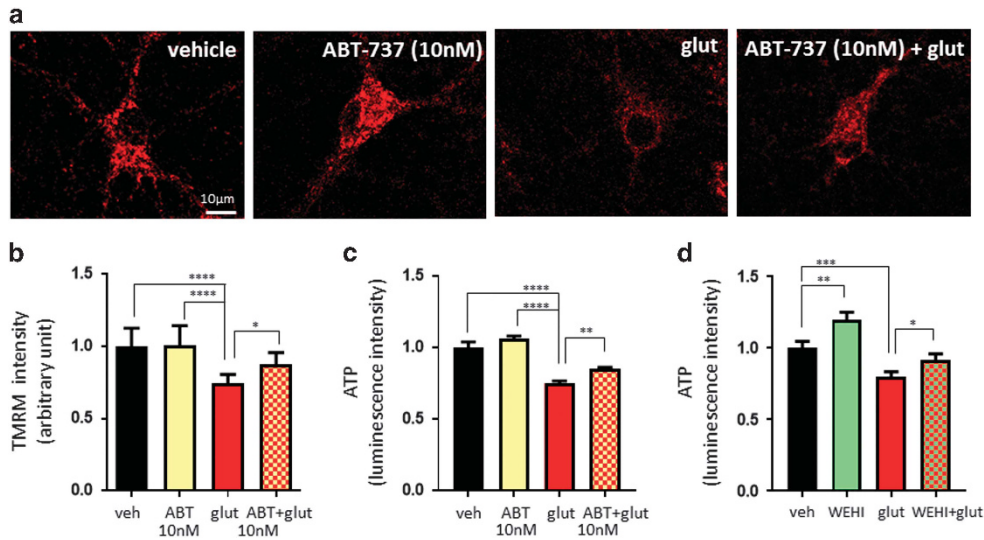 a
vehicle
ABT-737 (10nM)
glut
ABT-737 (10nM) + glut
10μm
b
TMRM intensity
(arbitrary unit)
1.5
1.0
0.5
0.0
****
****
*
veh
ABT
10nM
glut
ABT+glut
10nM
c
ATP
(luminescence intensity)
1.5
1.0
0.5
0.0
****
****
**
veh
ABT
10nM
glut
ABT+glut
10nM
d
ATP
(luminescence intensity)
1.5
1.0
0.5
0.0
***
**
*
veh
WEHI
glut
WEHI+glut